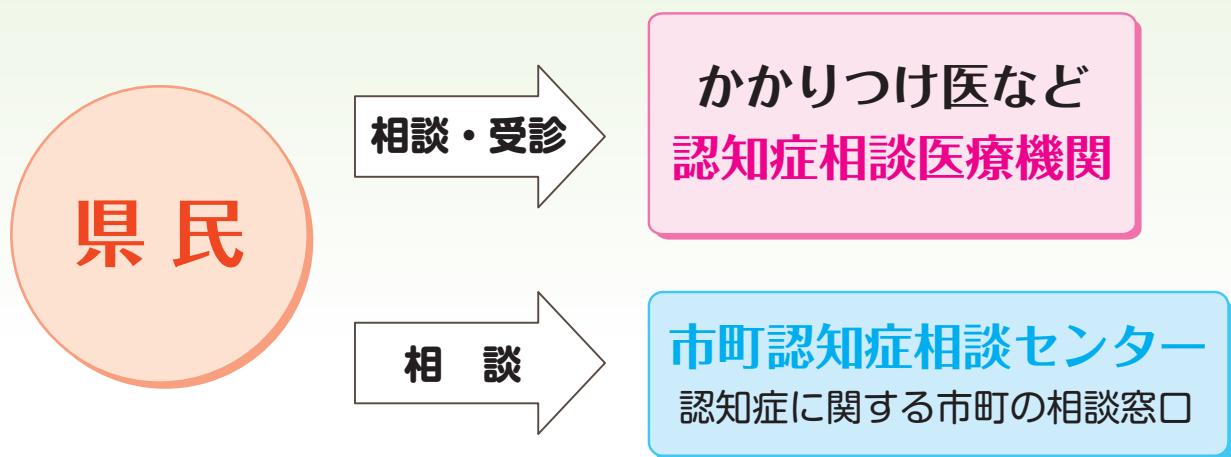 県民
相談・受診
かかりつけ医など
認知症相談医療機関
相 談
市町認知症相談センター
認知症に関する市町の相談窓口